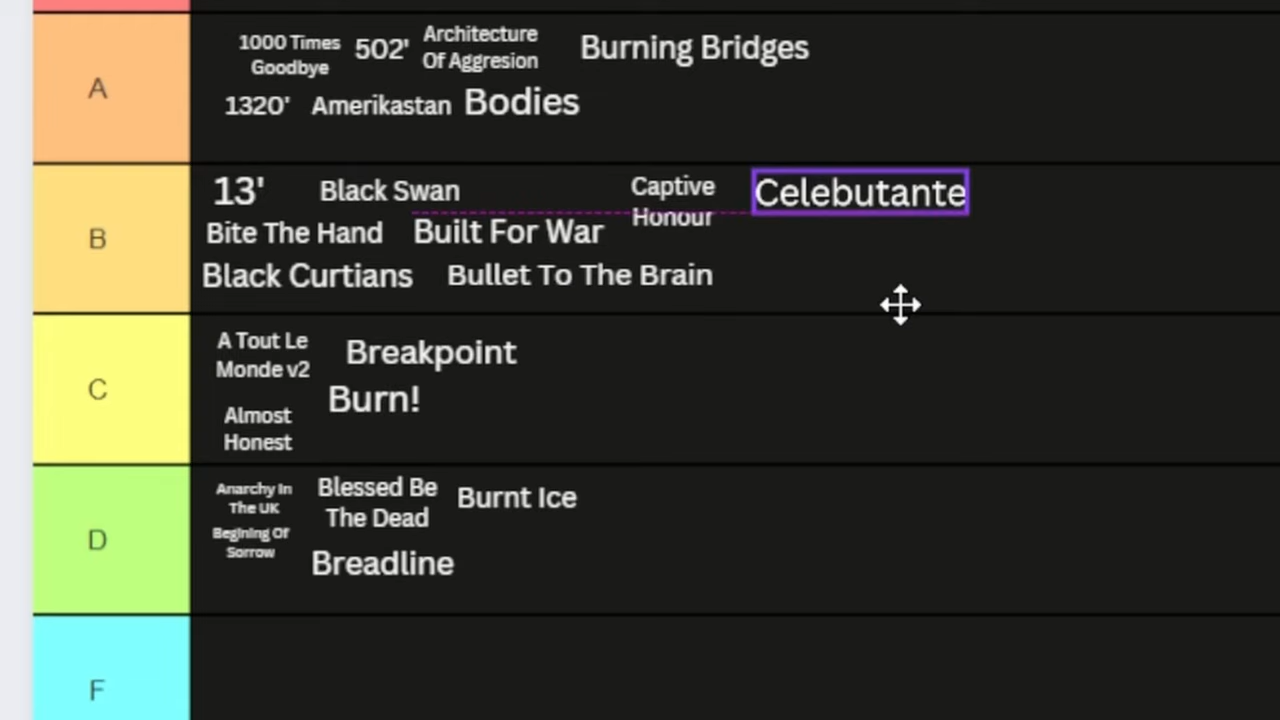 A
1000 Times
Goodbye
502'
Architecture
Of Aggresion
Burning Bridges
1320'
Amerikastan
Bodies
B
13'
Black Swan
Captive
Honour
Celebutante
Bite The Hand
Built For War
Black Curtians
Bullet To The Brain
C
A Tout Le
Monde v2
Breakpoint
Burn!
Almost
Honest
D
Anarchy In
The UK
Blessed Be
The Dead
Burnt Ice
Begining Of
Sorrow
Breadline
F